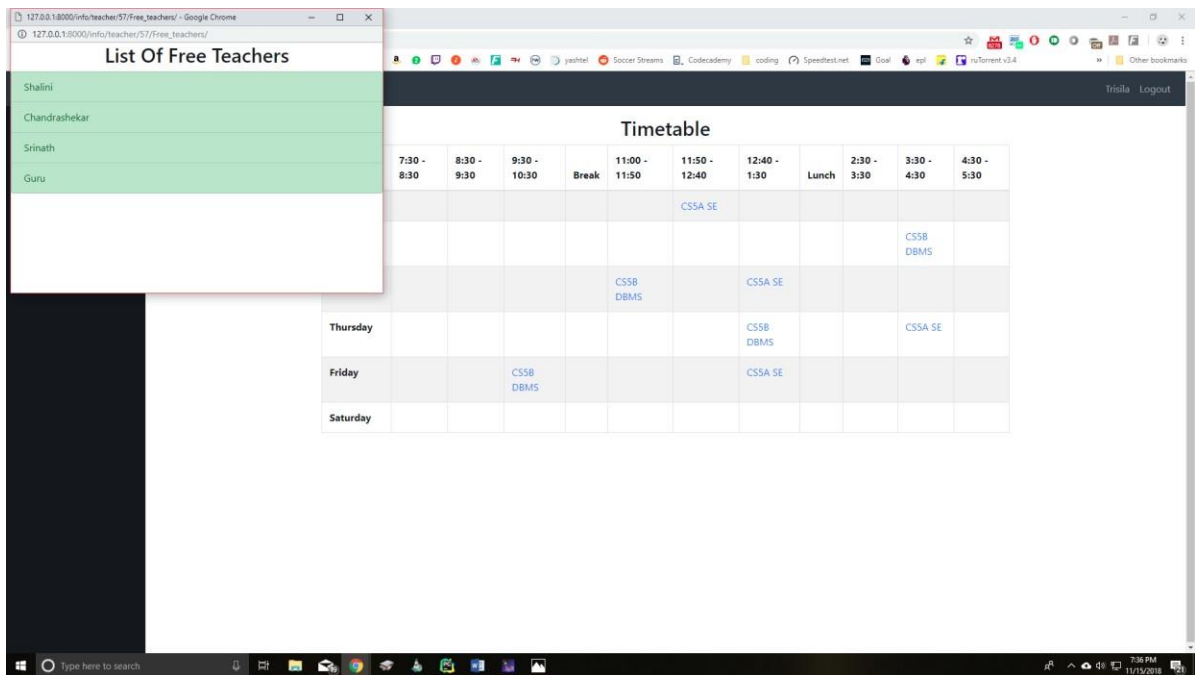 127.0.0.1:8000/info/teacher/57/Free_teachers/ - Google Chrome
127.0.0.1:8000/info/teacher/57/Free_teachers/
List Of Free Teachers
Shalini
Chandrashekar
Srinath
Guru
yashtel Soccer Streams Codecademy coding Speedtest.net Goal epl ruTorrent v3.4 » Other bookmarks
Trisila Logout
Timetable
7:30 - 8:30 - 9:30 - 11:00 - 11:50 - 12:40 - 2:30 - 3:30 - 4:30 -
8:30 9:30 10:30 Break 11:50 12:40 1:30 Lunch 3:30 4:30 5:30
CS5A SE
CS5B
DBMS
CS5B CS5A SE
DBMS
Thursday CS5B CS5A SE
DBMS
Friday CS5B CS5A SE
DBMS
Saturday
Type here to search
7:36 PM
11/15/2018